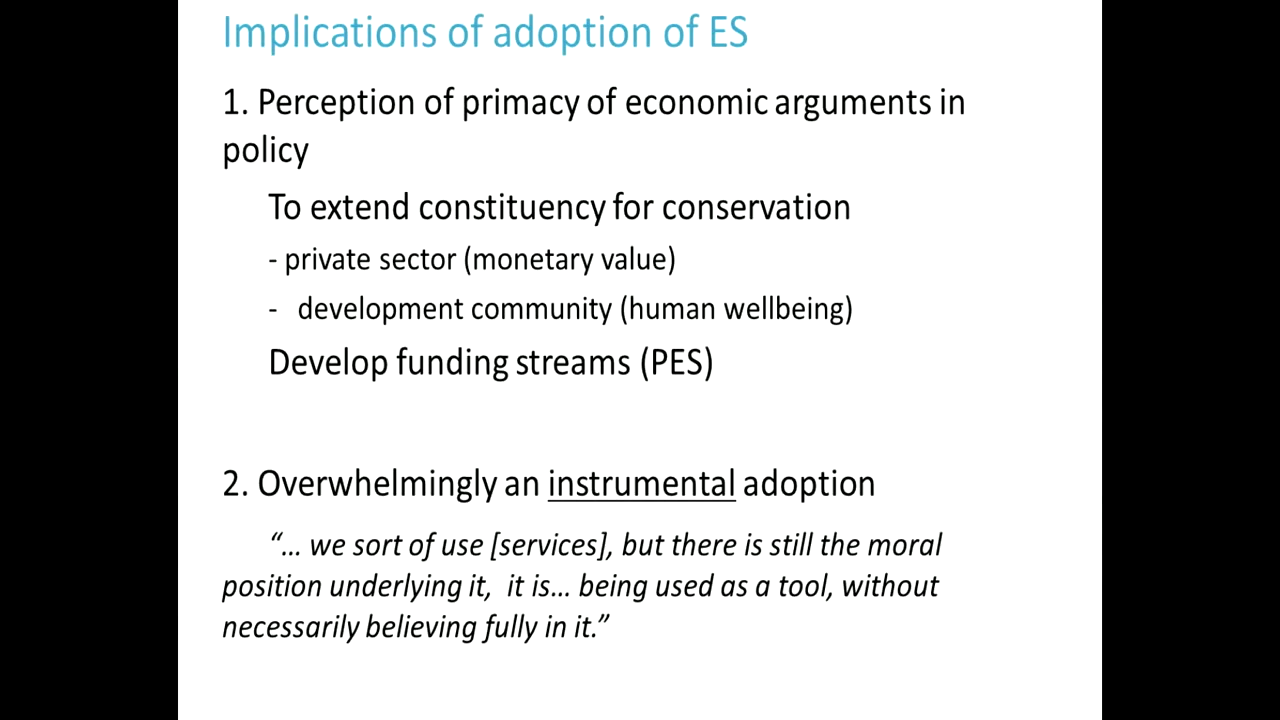 Implications of adoption of ES
1. Perception of primacy of economic arguments in
policy
To extend constituency for conservation
- private sector (monetary value)
- development community (human wellbeing)
Develop funding streams (PES)
2. Overwhelmingly an instrumental adoption
“... we sort of use [services], but there is still the moral
position underlying it, it is... being used as a tool, without
necessarily believing fully in it.”